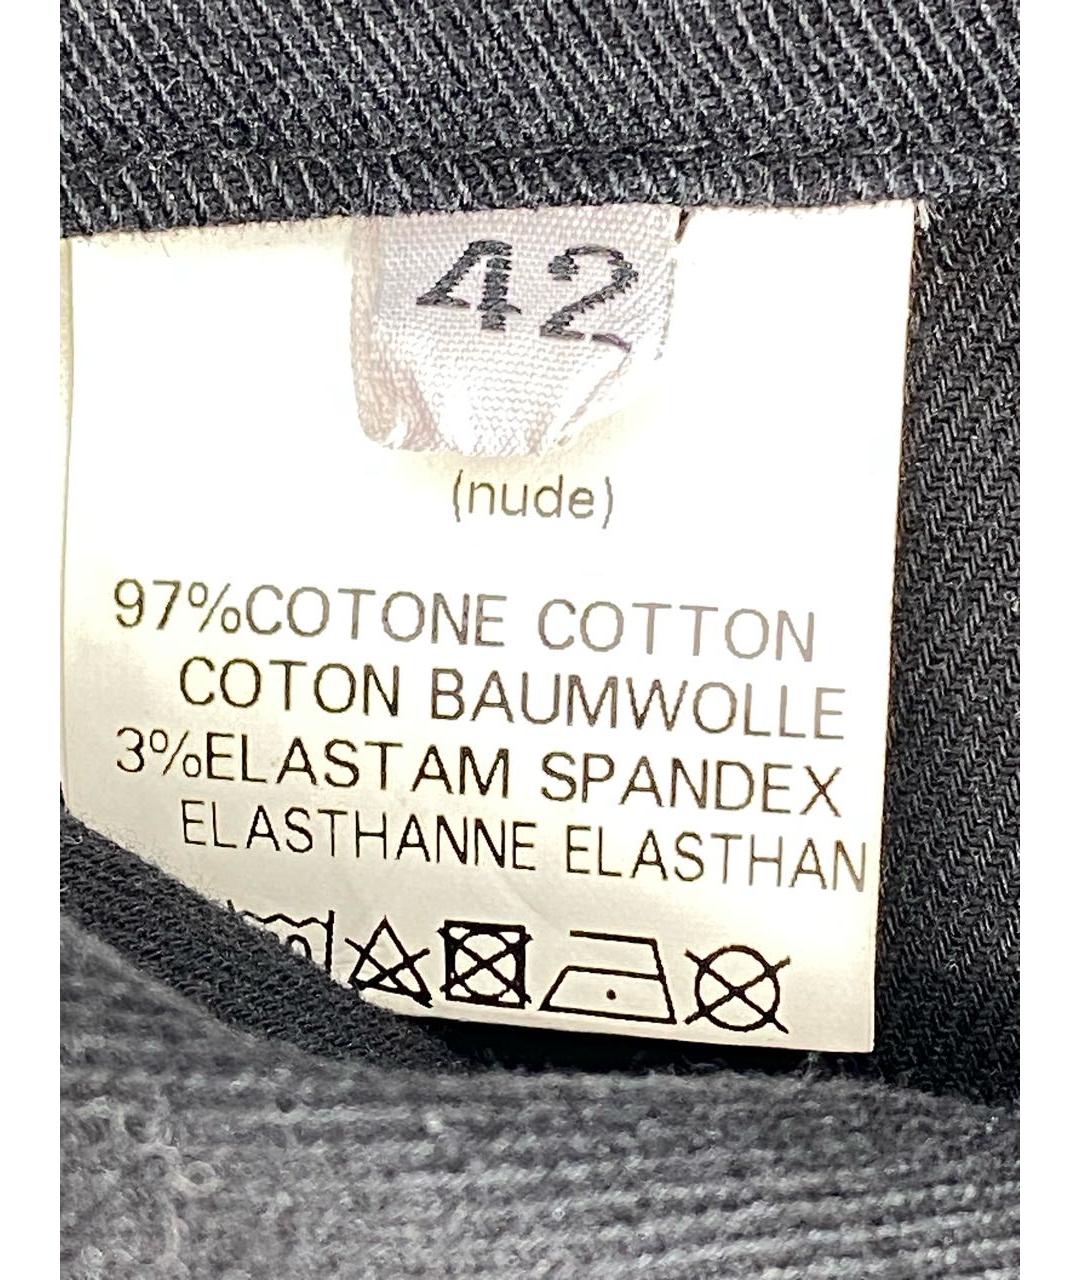 42
(nude)
97%COTONE COTTON
COTON BAUMWOLLE
3%ELASTAM SPANDEX
ELASTHANNE ELASTHAN